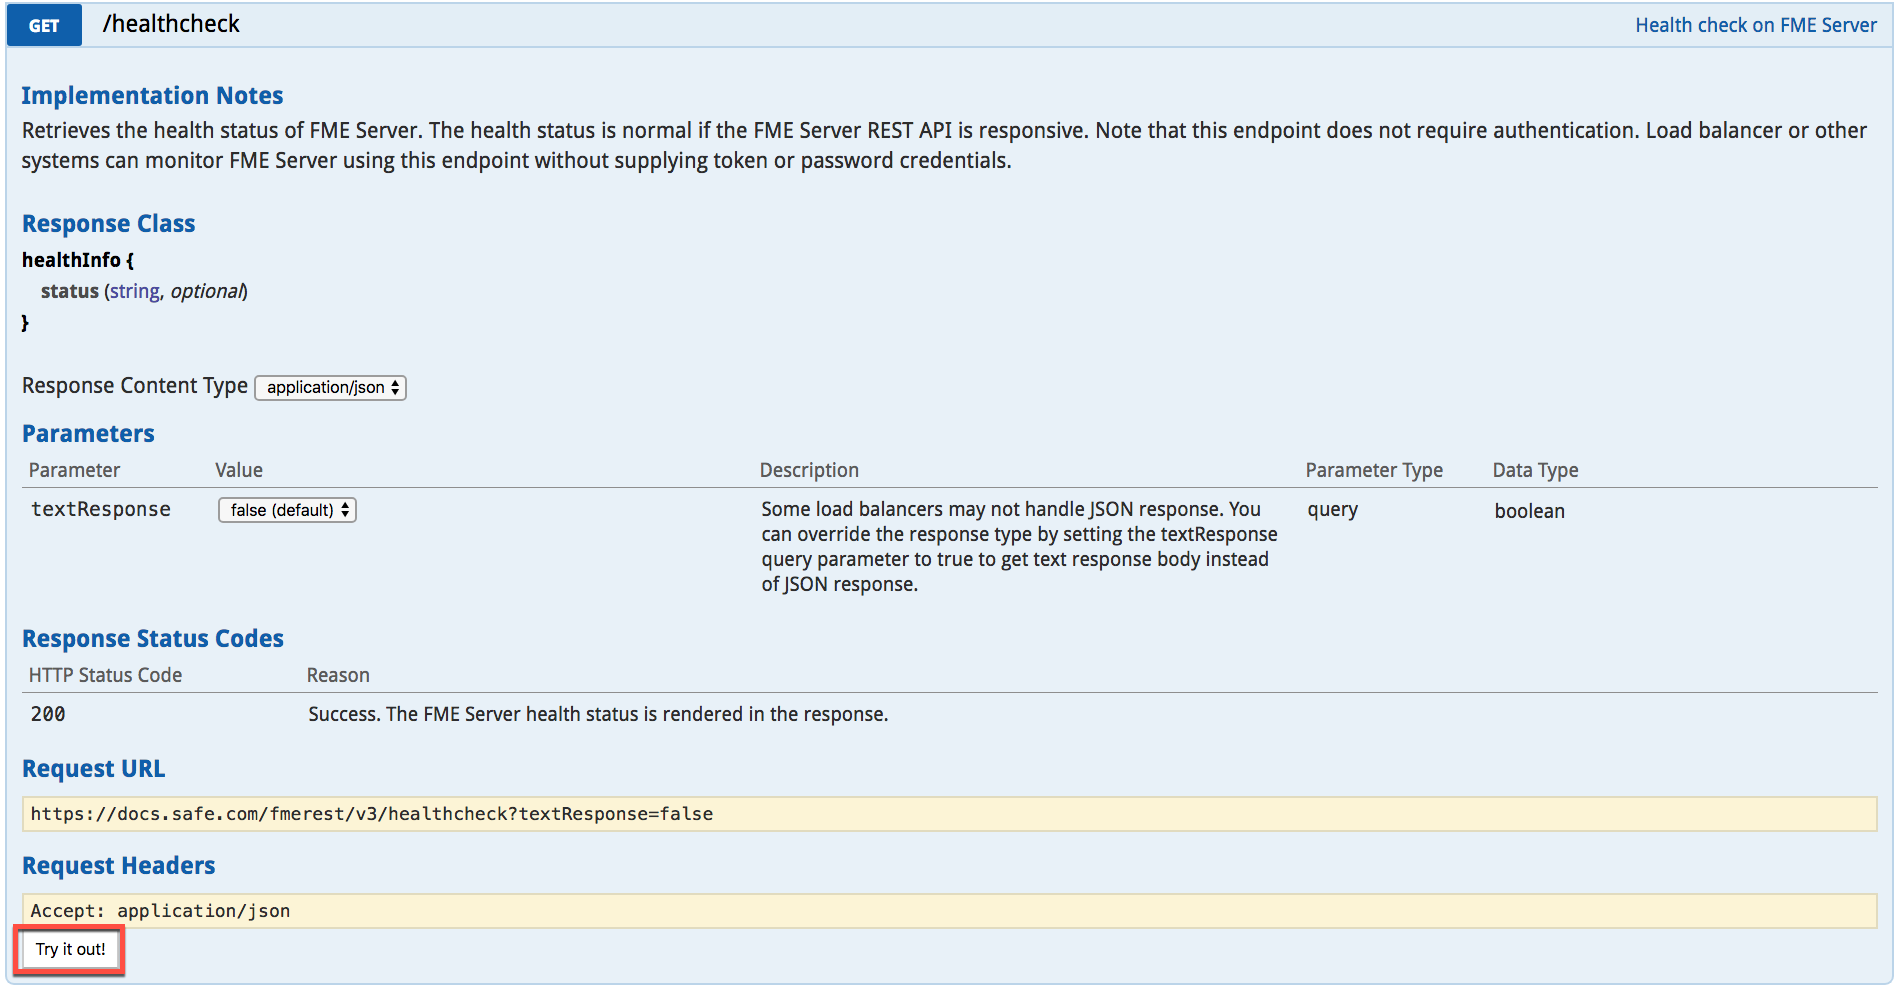 GET /healthcheck Health check on FME Server
Implementation Notes
Retrieves the health status of FME Server. The health status is normal if the FME Server REST API is responsive. Note that this endpoint does not require authentication. Load balancer or other
systems can monitor FME Server using this endpoint without supplying token or password credentials.
Response Class
healthInfo {
status (string, optional)
}
Response Content Type application/json
Parameters
Parameter Value Description Parameter Type Data Type
textResponse false (default) Some load balancers may not handle JSON response. You query boolean
can override the response type by setting the textResponse
query parameter to true to get text response body instead
of JSON response.
Response Status Codes
HTTP Status Code Reason
200 Success. The FME Server health status is rendered in the response.
Request URL
https://docs.safe.com/fmerest/v3/healthcheck?textResponse=false
Request Headers
Accept: application/json
Try it out!